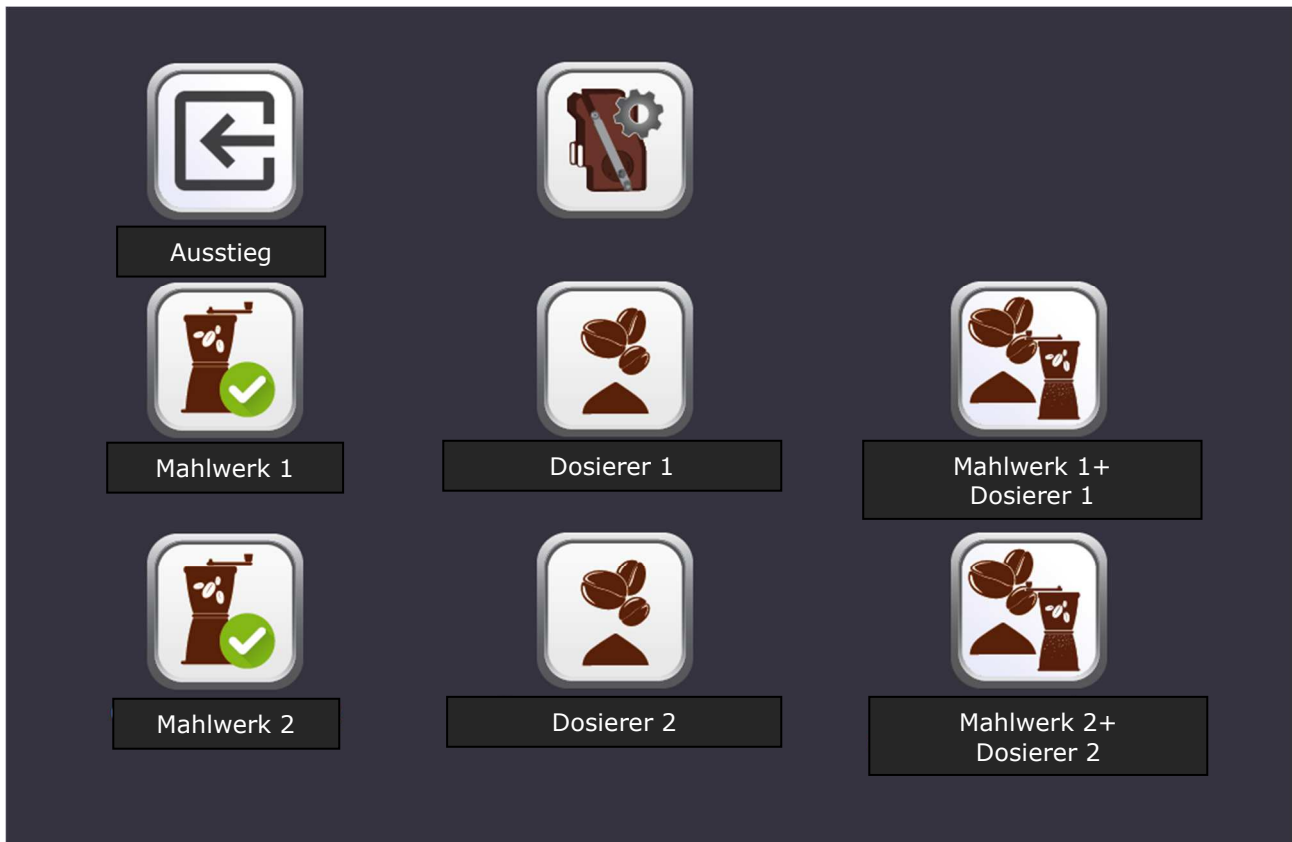 Ausstieg
Mahlwerk 1
Dosierer 1
Mahlwerk 1+
Dosierer 1
Mahlwerk 2
Dosierer 2
Mahlwerk 2+
Dosierer 2